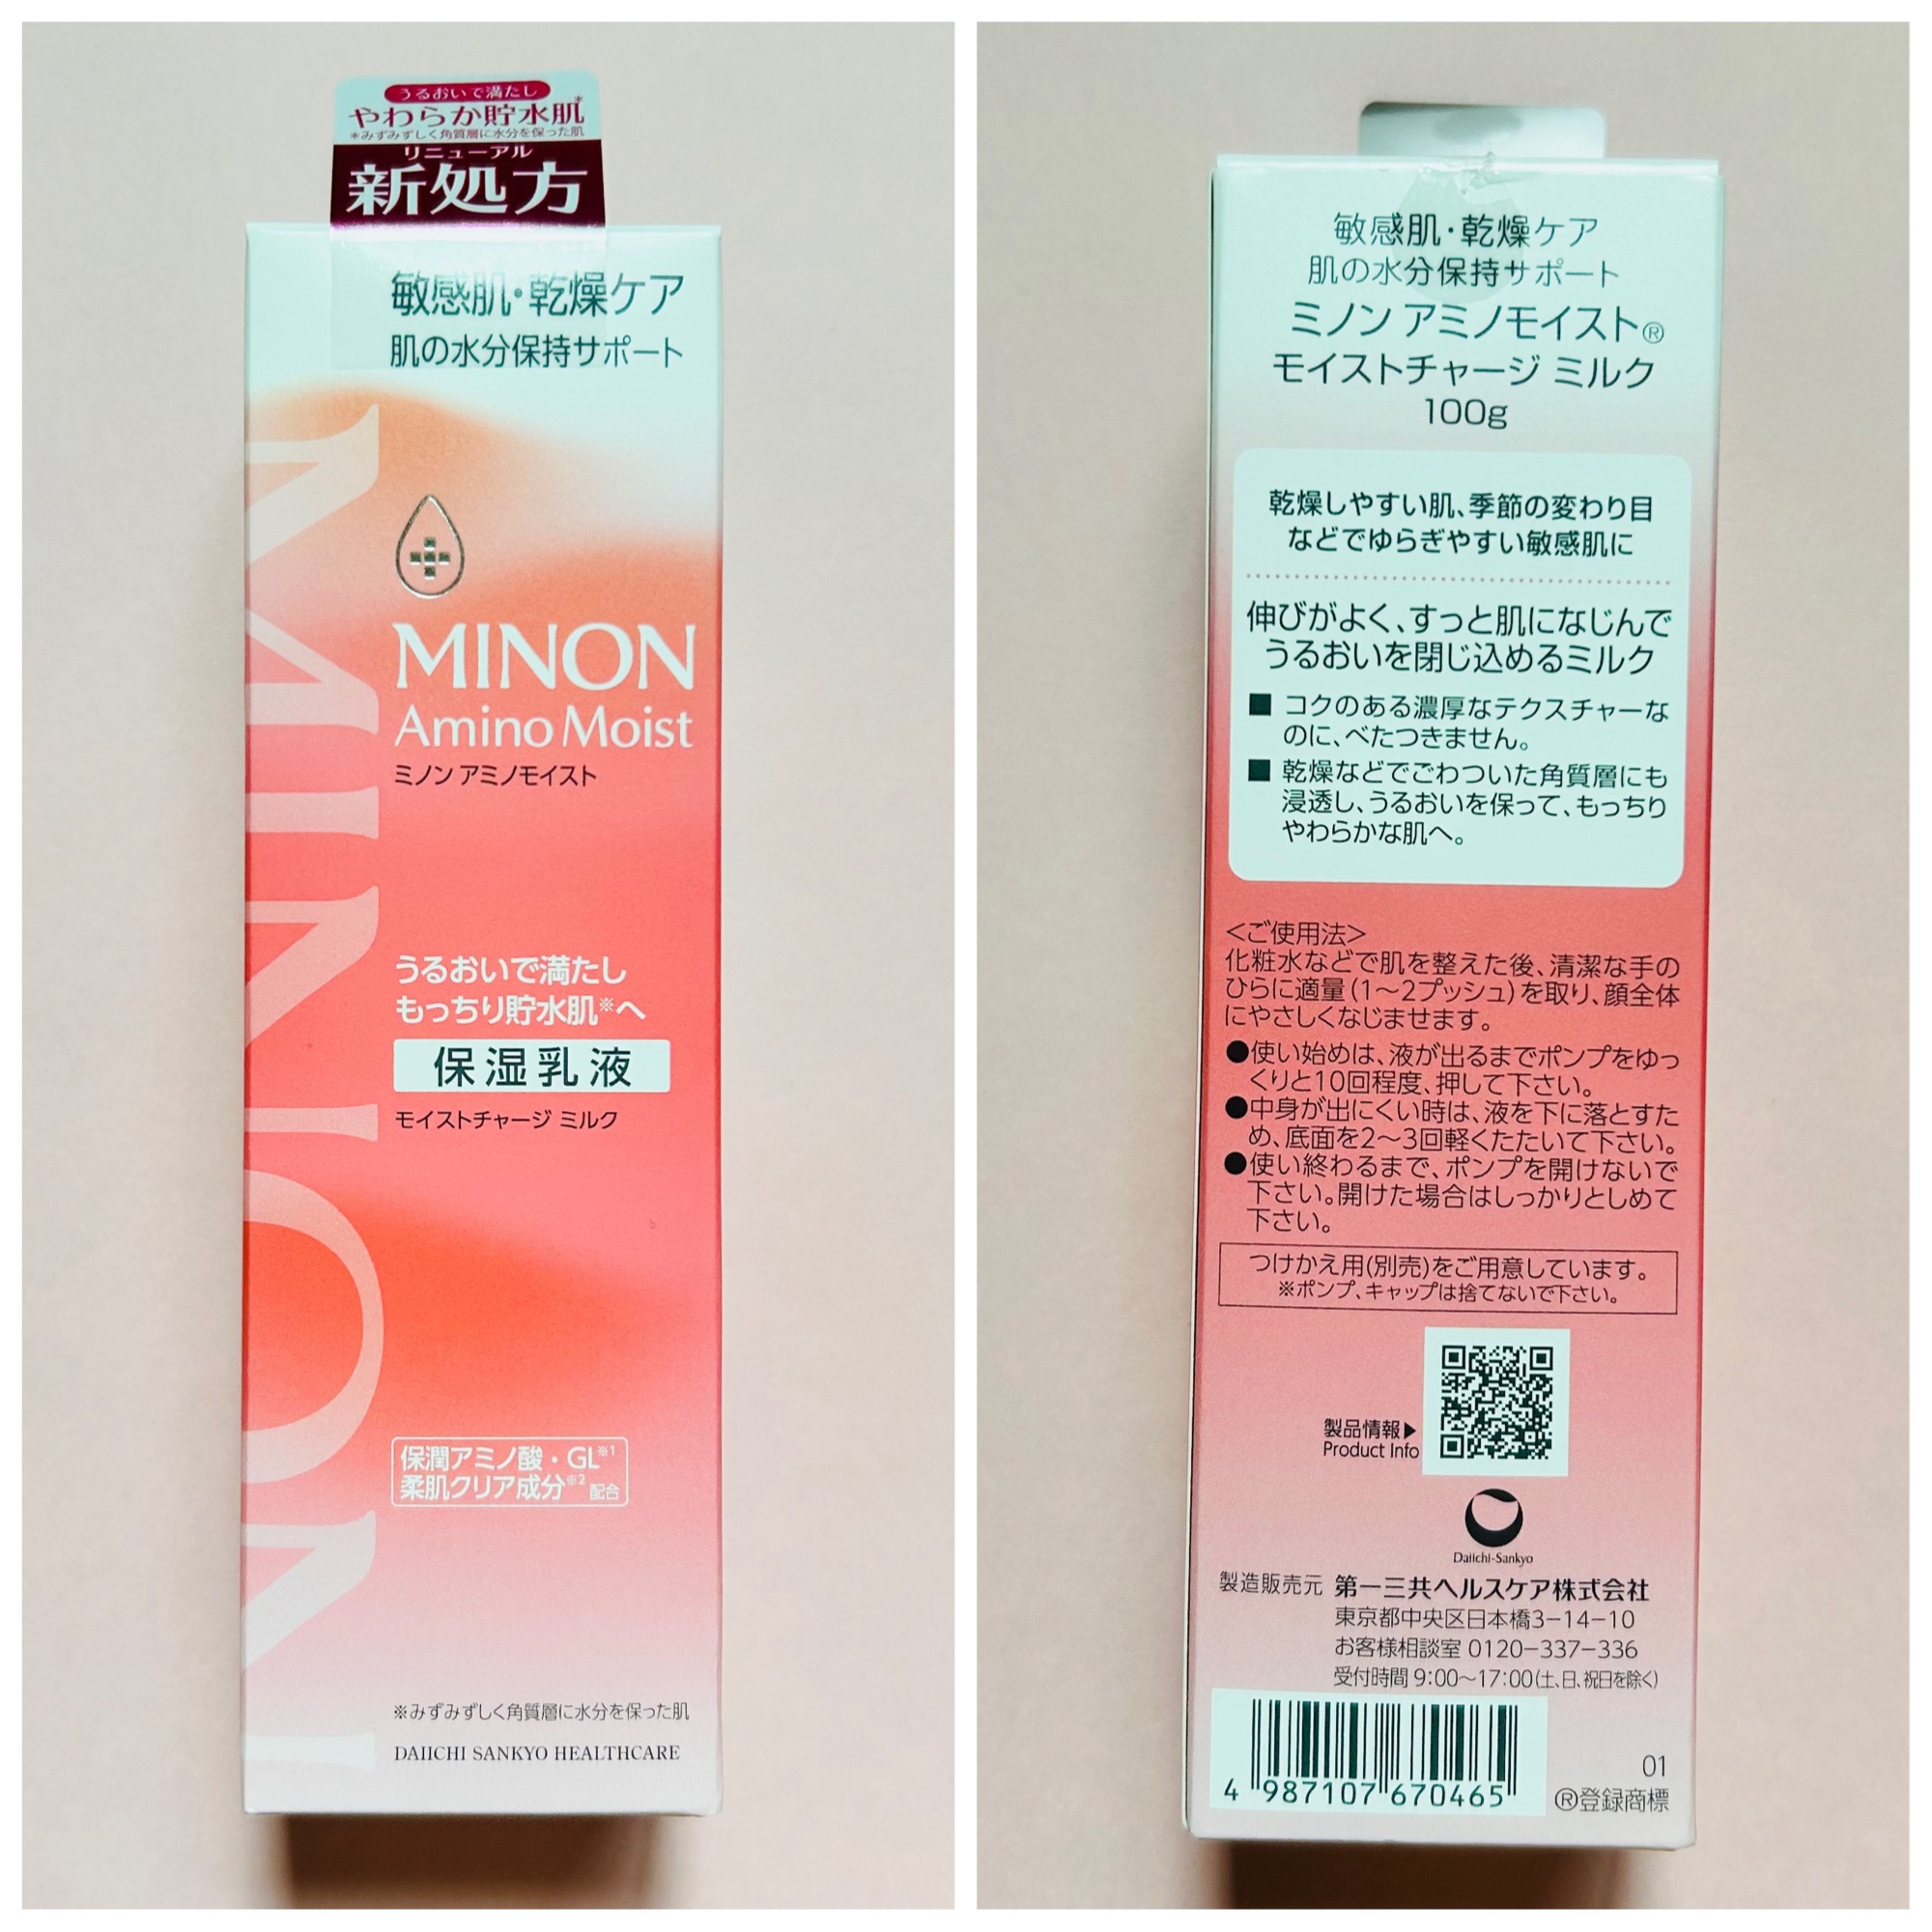 うるおいで満たし
やわらか貯水肌*
*みずみずしく角質層に水分を保った肌
リニューアル
新処方
敏感肌・乾燥ケア
肌の水分保持サポート
MINON
MINON
Amino Moist
ミノン アミノモイスト
うるおいで満たし
もっちり貯水肌※へ
保湿乳液
モイストチャージ ミルク
保潤アミノ酸・GL※1
柔肌クリア成分※2 配合
※みずみずしく角質層に水分を保った肌
DAIICHI SANKYO HEALTHCARE
敏感肌・乾燥ケア
肌の水分保持サポート
ミノン アミノモイスト®
モイストチャージ ミルク
100g
乾燥しやすい肌、季節の変わり目
などでゆらぎやすい敏感肌に
伸びがよく、すっと肌になじんで
うるおいを閉じ込めるミルク
■ コクのある濃厚なテクスチャーな
のに、べたつきません。
■ 乾燥などでごわついた角質層にも
浸透し、うるおいを保って、もっちり
やわらかな肌へ。
<ご使用法>
化粧水などで肌を整えた後、清潔な手の
ひらに適量(1〜2プッシュ)を取り、顔全体
にやさしくなじませます。
●使い始めは、液が出るまでポンプをゆっ
くりと10回程度、押して下さい。
●中身が出にくい時は、液を下に落とすた
め、底面を2〜3回軽くたたいて下さい。
●使い終わるまで、ポンプを開けないで
下さい。開けた場合はしっかりとしめて
下さい。
つけかえ用(別売)をご用意しています。
※ポンプ、キャップは捨てないで下さい。
製品情報▶
Product Info
Daiichi-Sankyo
製造販売元 第一三共ヘルスケア株式会社
東京都中央区日本橋3-14-10
お客様相談室 0120-337-336
受付時間 9:00〜17:00(土、日、祝日を除く)
4 987107 670465
01
®登録商標